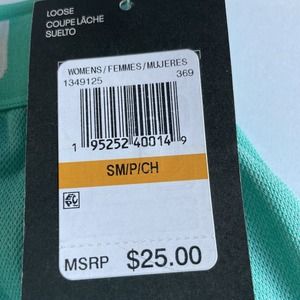 LOOSE
COUPE LÂCHE
SUELTO
WOMENS/FEMMES/MUJERES
1349125 369
1 95252 40014 9
SM/P/CH
MSRP $25.00